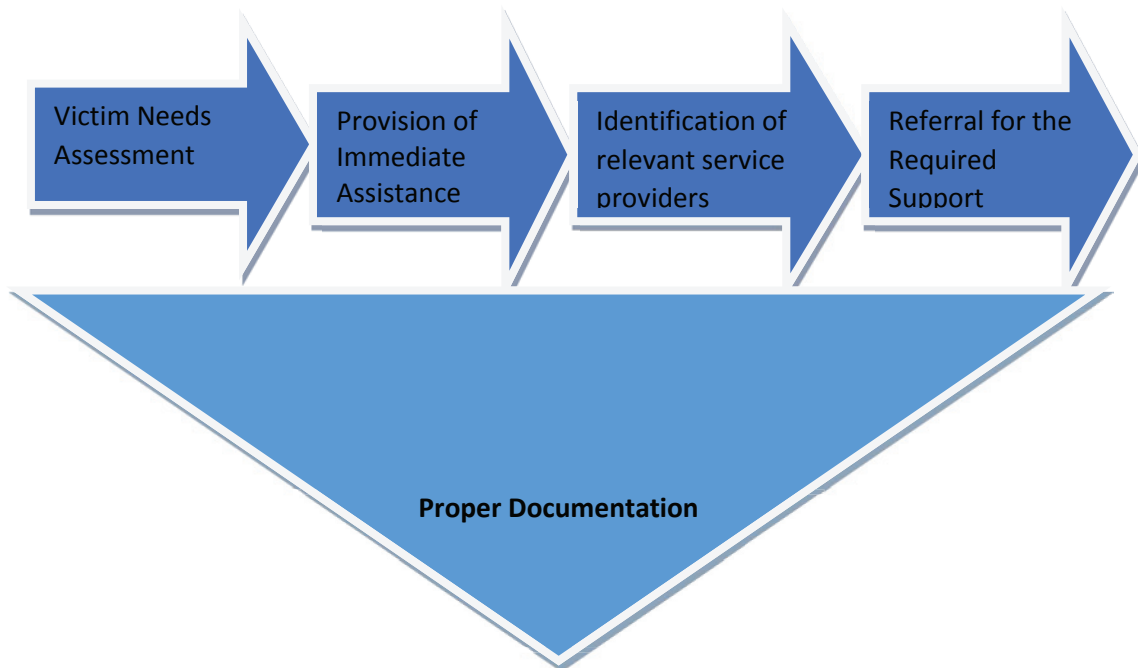 Victim Needs
Assessment
Provision of
Immediate
Assistance
Identification of
relevant service
providers
Referral for the
Required
Support
Proper Documentation